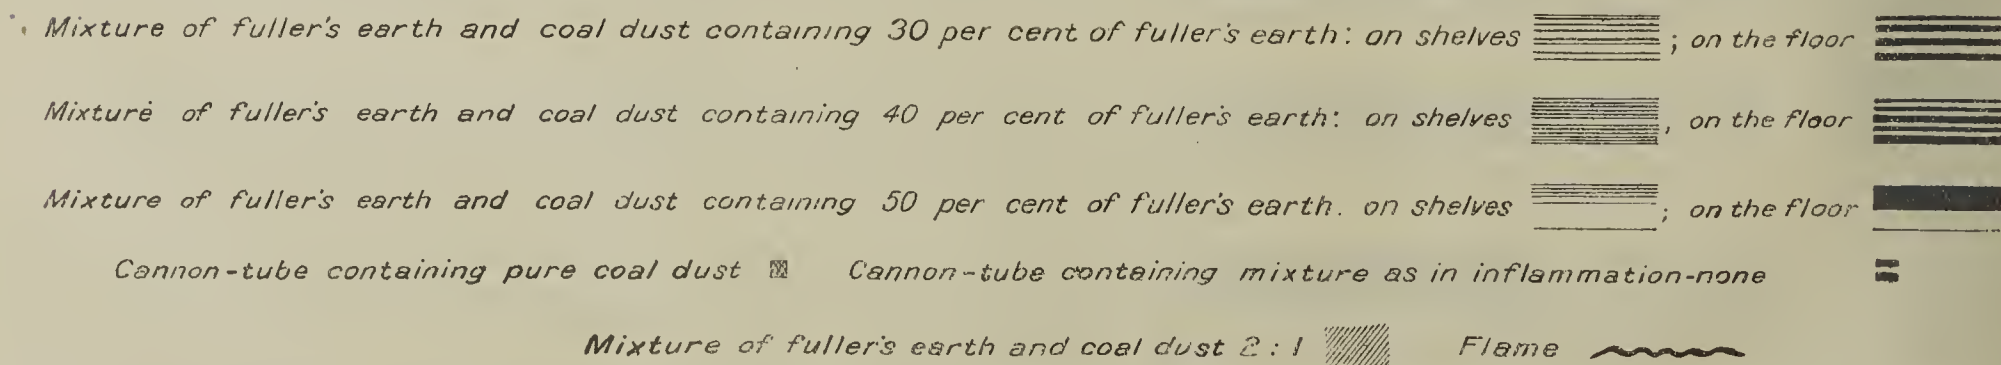 Mixture of fuller's earth and coal dust containing 30 per cent of fuller's earth: on shelves ; on the floor
Mixture of fuller's earth and coal dust containing 40 per cent of fuller's earth: on shelves , on the floor
Mixture of fuller's earth and coal dust containing 50 per cent of fuller's earth. on shelves ; on the floor
Cannon-tube containing pure coal dust Cannon-tube containing mixture as in inflammation-none
Mixture of fuller's earth and coal dust 2:1 Flame